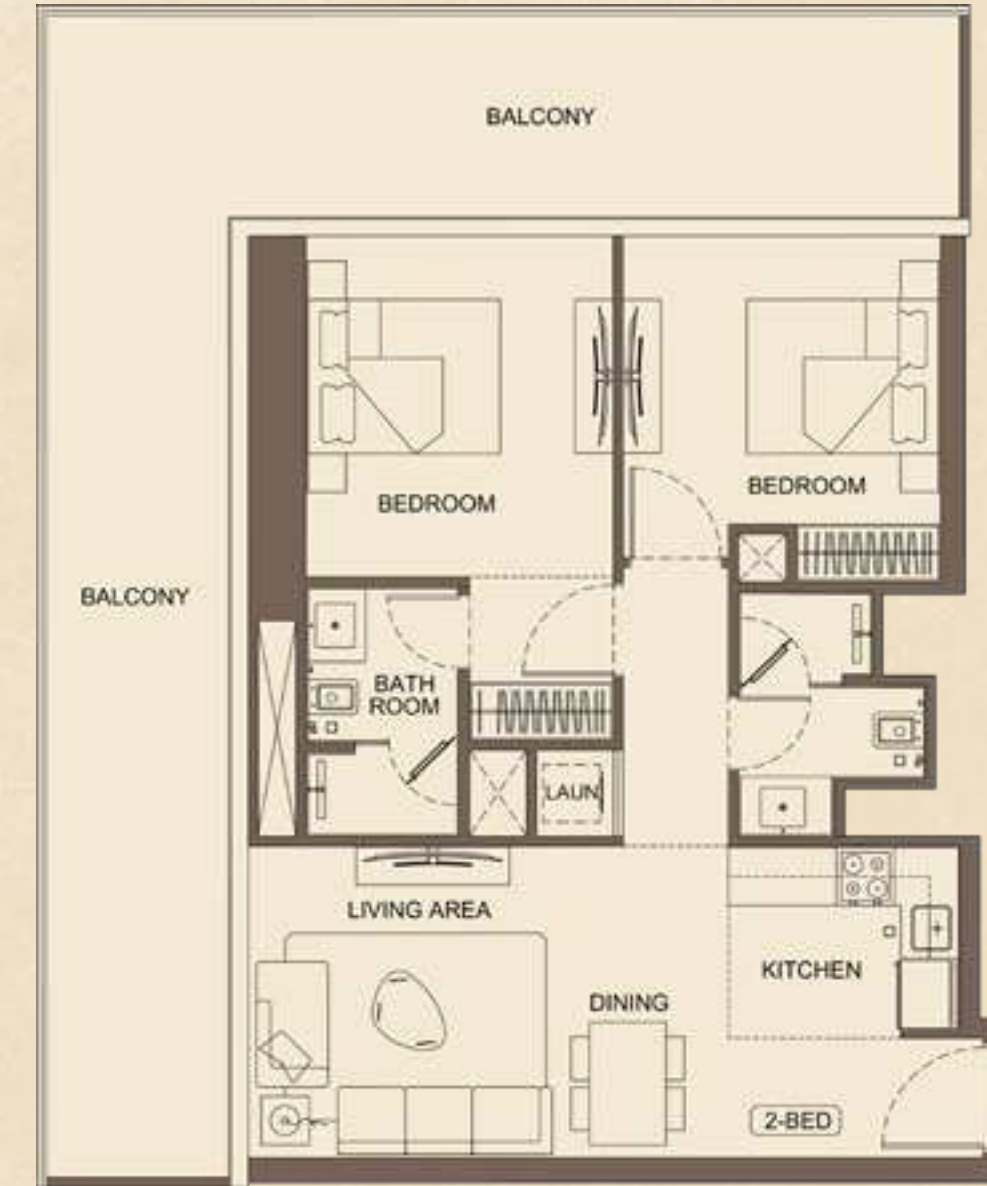 BALCONY
BEDROOM
BEDROOM
BALCONY
BATH
ROOM
LAUN
LIVING AREA
KITCHEN
DINING
2-BED